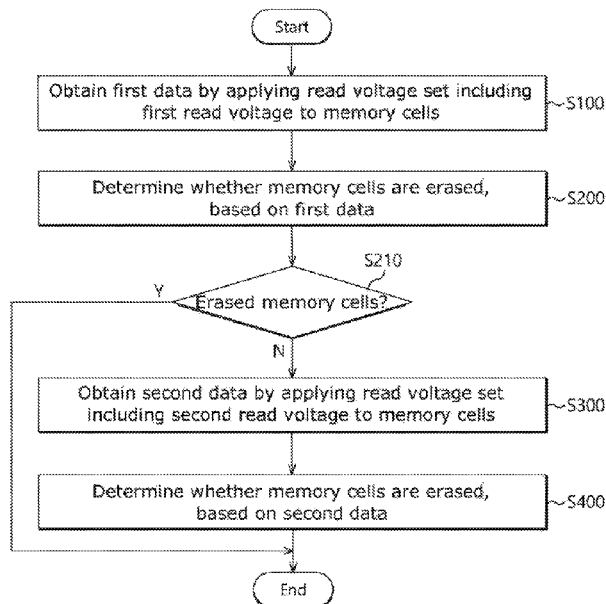 Start
Obtain first data by applying read voltage set including
first read voltage to memory cells
S100
Determine whether memory cells are erased,
based on first data
S200
S210
Y
Erased memory cells?
N
Obtain second data by applying read voltage set
including second read voltage to memory cells
S300
Determine whether memory cells are erased,
based on second data
S400
End